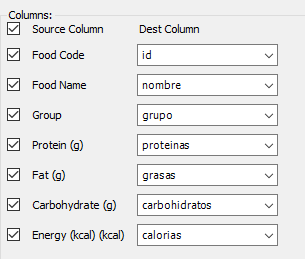 Columns:
Source Column Dest Column
Food Code id
Food Name nombre
Group grupo
Protein (g) proteinas
Fat (g) grasas
Carbohydrate (g) carbohidratos
Energy (kcal) (kcal) calorias